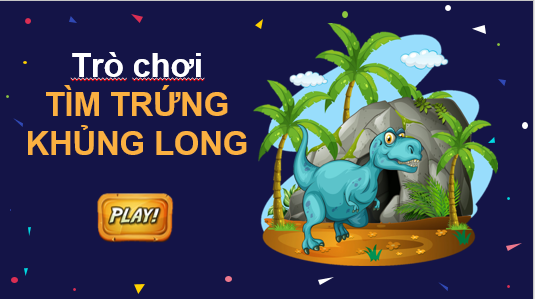 Trò chơi
TÌM TRỨNG
KHỦNG LONG
PLAY!